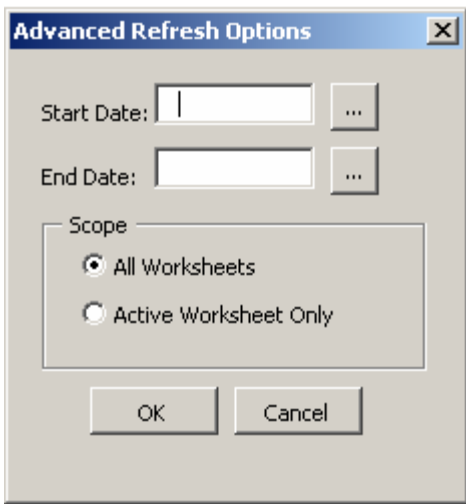 Advanced Refresh Options
Start Date: ...
End Date: ...
Scope
All Worksheets
Active Worksheet Only
OK Cancel